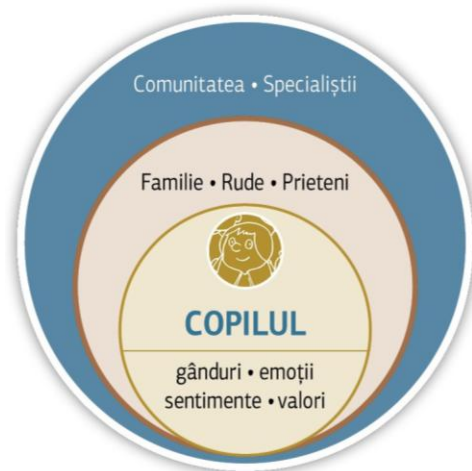 Comunitatea • Specialiștii
Familie • Rude • Prieteni
COPILUL
gânduri • emoții
sentimente • valori